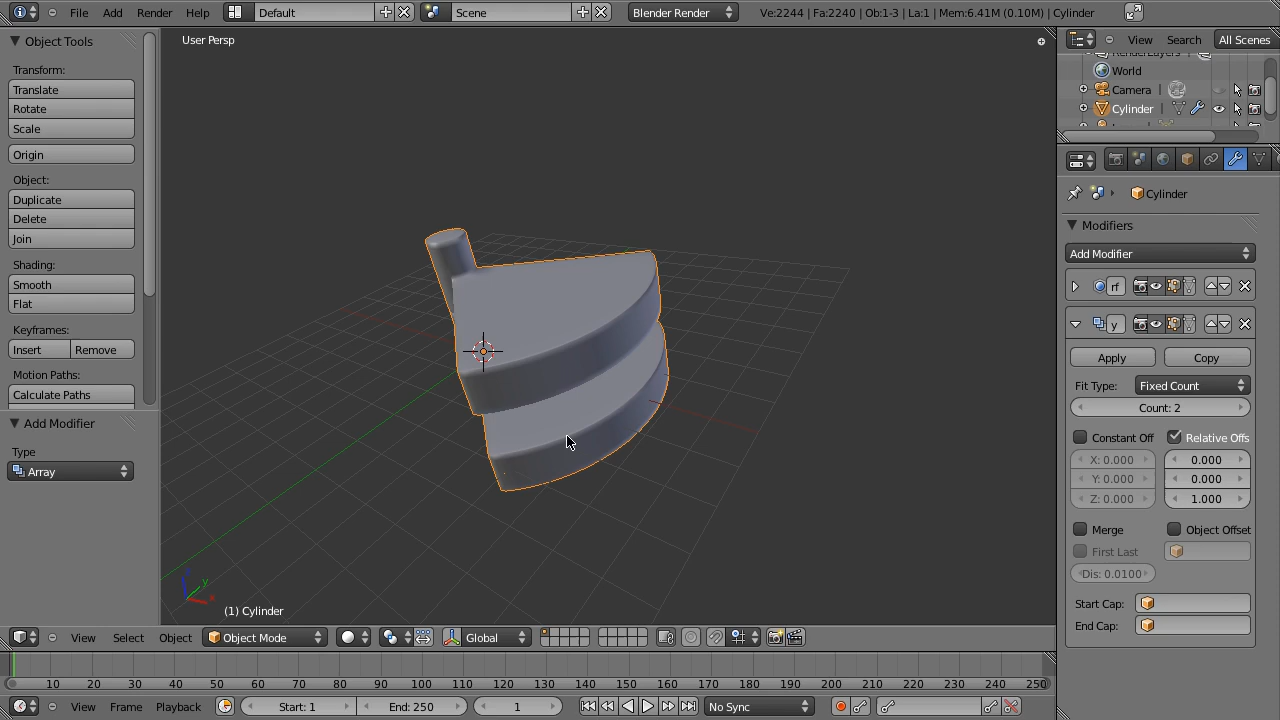 File Add Render Help Default Scene Blender Render Ve:2244 | Fa:2240 | Ob:1-3 | La:1 | Mem:6.41M (0.10M) | Cylinder
Object Tools
Transform:
Translate
Rotate
Scale
Origin
Object:
Duplicate
Delete
Join
Shading:
Smooth
Flat
Keyframes:
Insert Remove
Motion Paths:
Calculate Paths
Add Modifier
Type
Array
User Persp
z
y
x
(1) Cylinder
View Select Object Object Mode Global
View Search All Scenes
RenderLayers
World
Camera
Cylinder
Cylinder
Modifiers
Add Modifier
rf
y
Apply Copy
Fit Type: Fixed Count
Count: 2
Constant Off Relative Offs
X: 0.000 0.000
Y: 0.000 0.000
Z: 0.000 1.000
Merge Object Offset
First Last
Dis: 0.0100
Start Cap:
End Cap:
10 20 30 40 50 60 70 80 90 100 110 120 130 140 150 160 170 180 190 200 210 220 230 240 250
View Frame Playback Start: 1 End: 250 1 No Sync